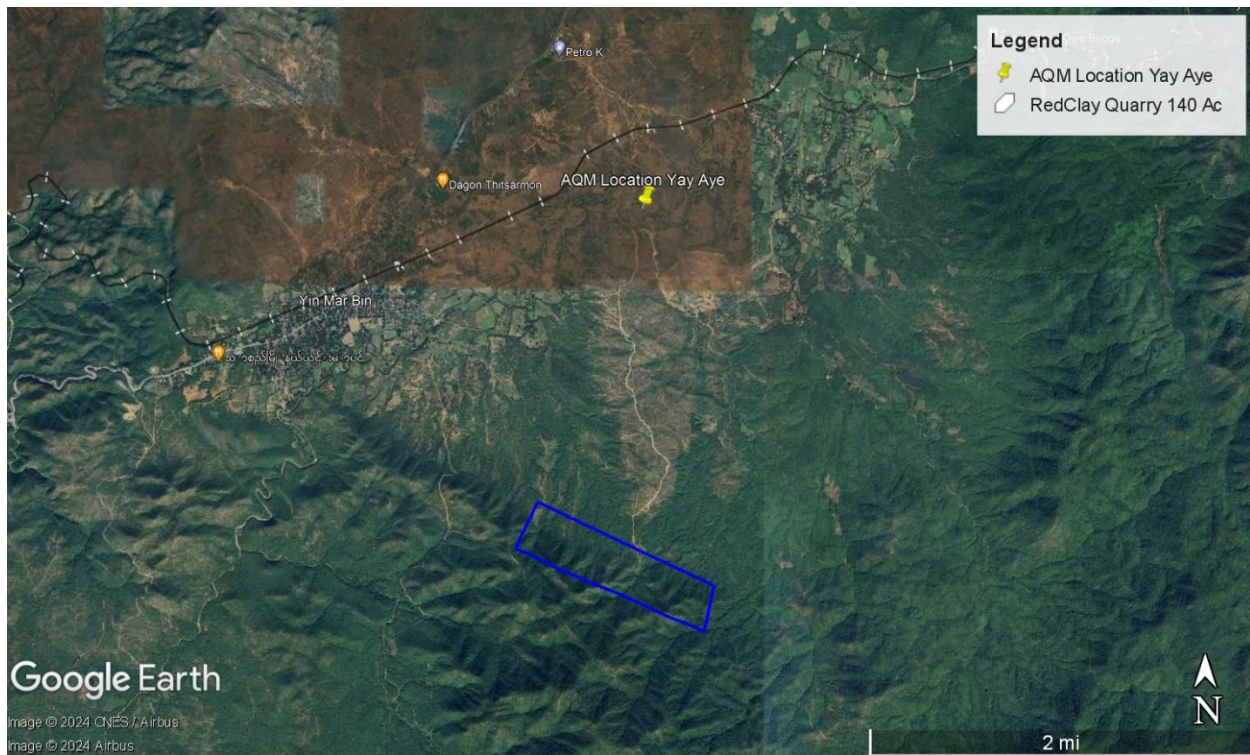 Legend
AQM Location Yay Aye
RedClay Quarry 140 Ac
Petro K
Dagon Thitsarmon
AQM Location Yay Aye
Yin Mar Bin
Google Earth
Image © 2024 CNES / Airbus
Image © 2024 Airbus
N
2 mi